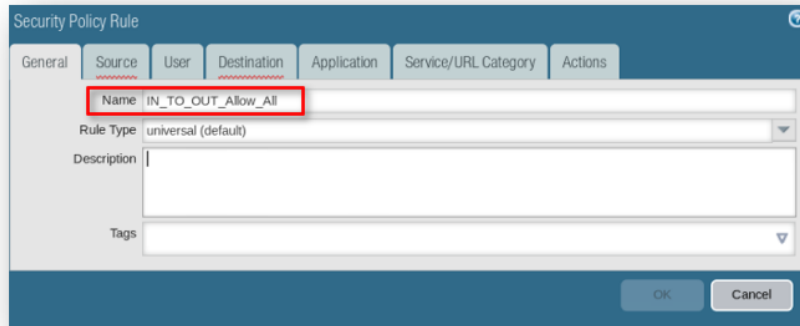 Security Policy Rule
General Source User Destination Application Service/URL Category Actions
Name IN_TO_OUT_Allow_All
Rule Type universal (default)
Description
Tags
OK Cancel